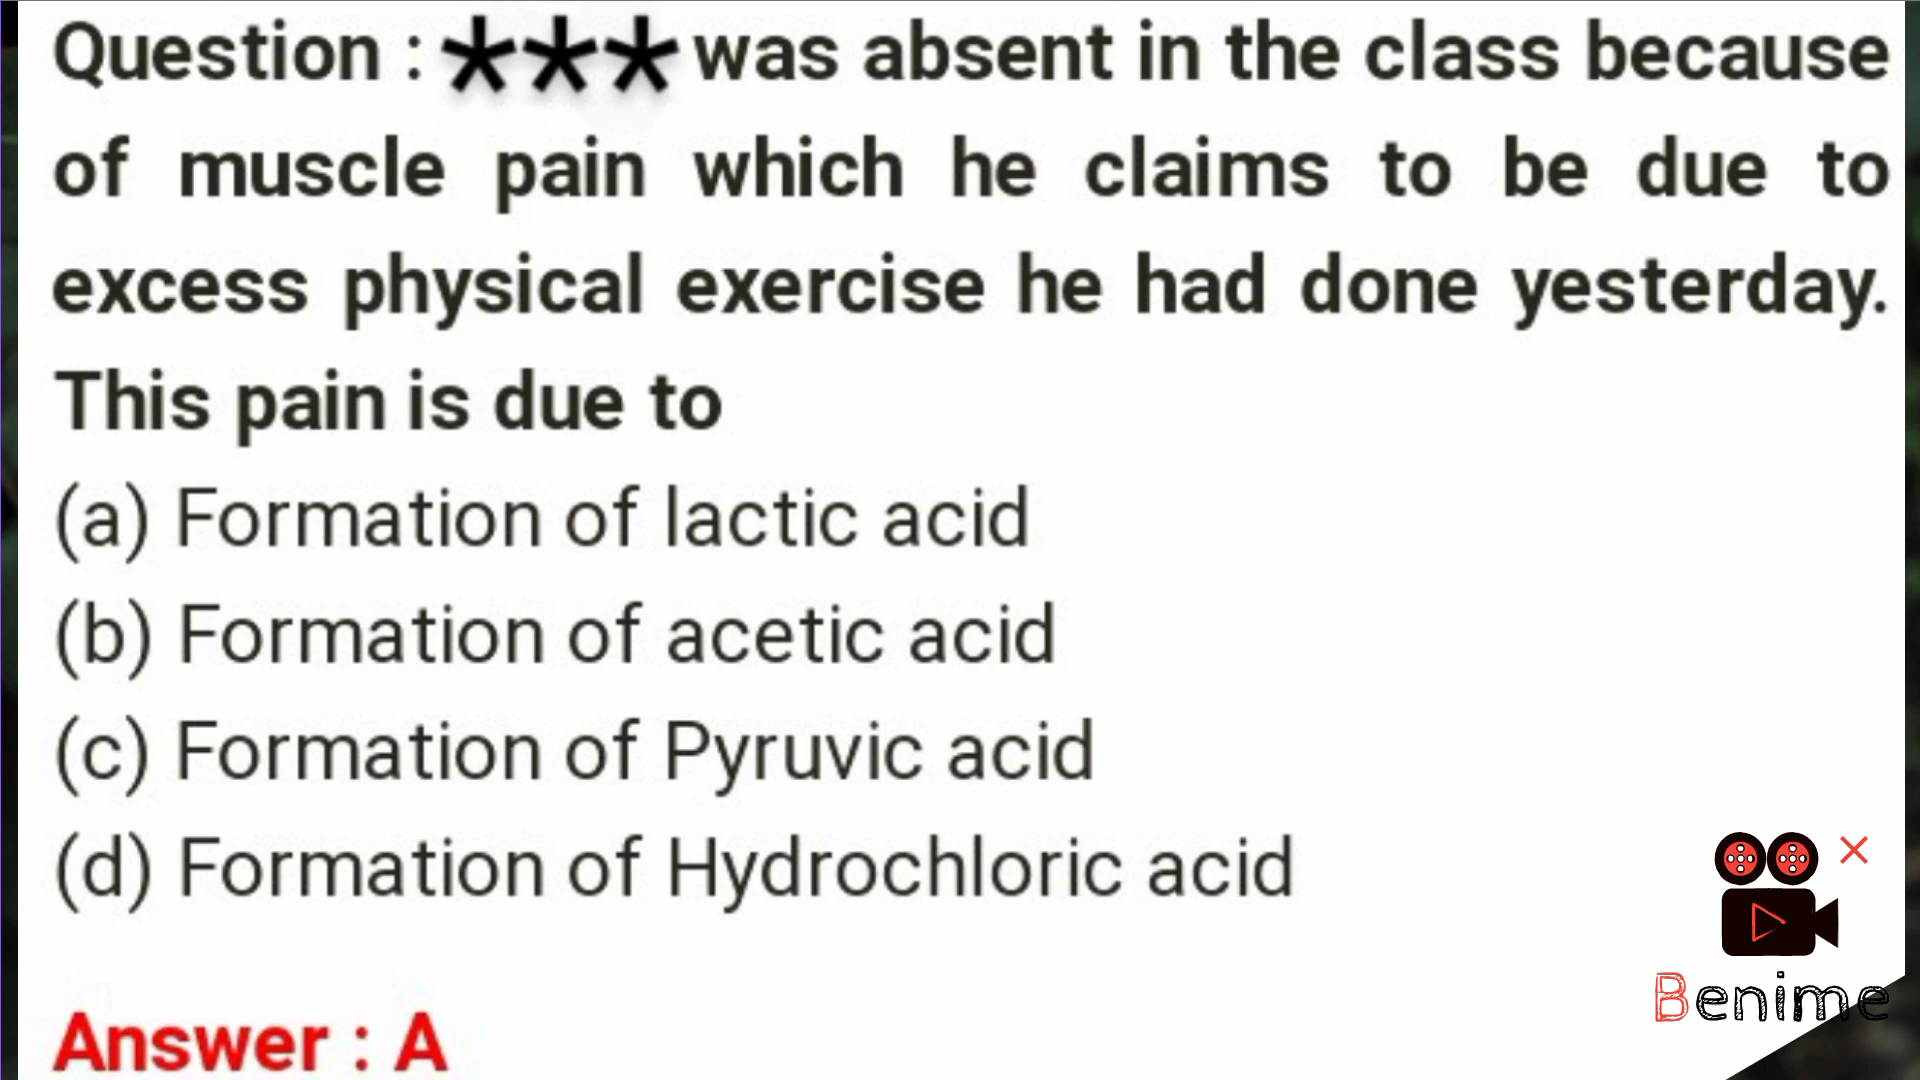 Question : *** was absent in the class because
of muscle pain which he claims to be due to
excess physical exercise he had done yesterday.
This pain is due to
(a) Formation of lactic acid
(b) Formation of acetic acid
(c) Formation of Pyruvic acid
(d) Formation of Hydrochloric acid
Answer : A
Benime